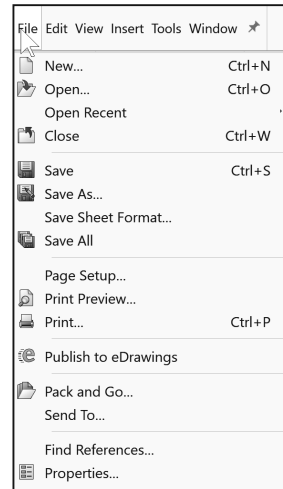 File Edit View Insert Tools Window
New... Ctrl+N
Open... Ctrl+O
Open Recent
Close Ctrl+W
Save Ctrl+S
Save As...
Save Sheet Format...
Save All
Page Setup...
Print Preview...
Print... Ctrl+P
Publish to eDrawings
Pack and Go...
Send To...
Find References...
Properties...